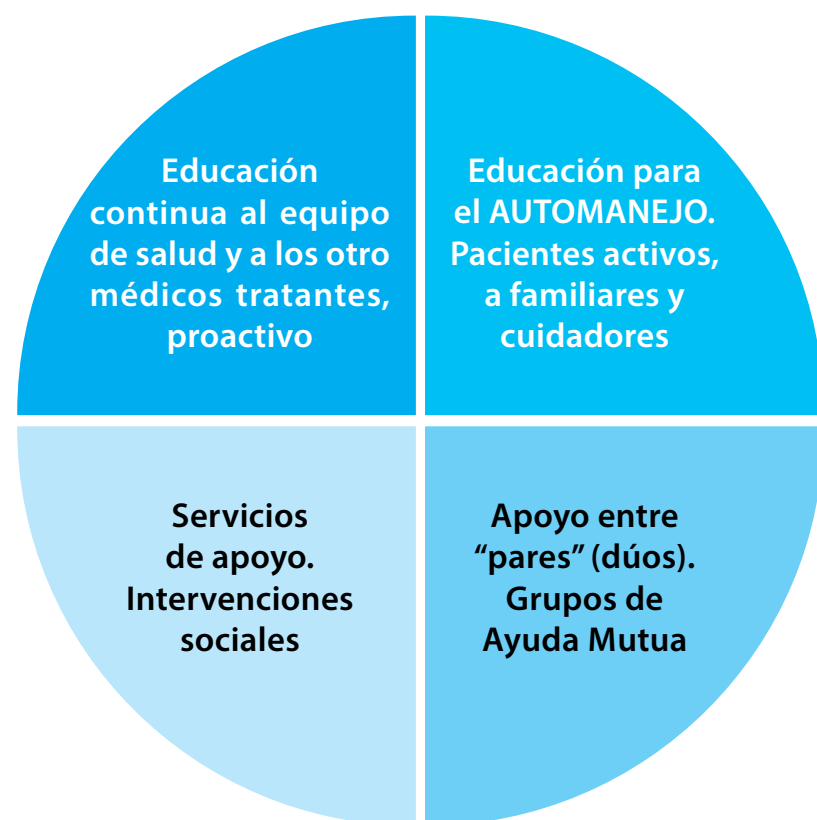 Educación
continua al equipo
de salud y a los otro
médicos tratantes,
proactivo
Educación para
el AUTOMANEJO.
Pacientes activos,
a familiares y
cuidadores
Servicios
de apoyo.
Intervenciones
sociales
Apoyo entre
“pares” (dúos).
Grupos de
Ayuda Mutua